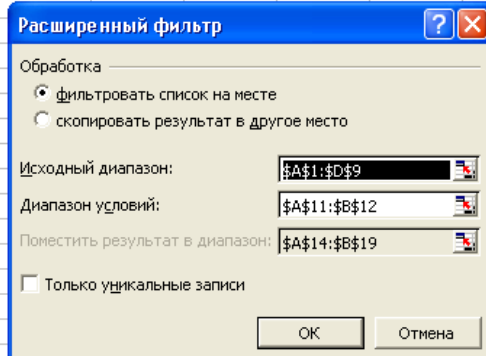 Расширенный фильтр
Обработка
фильтровать список на месте
скопировать результат в другое место
Исходный диапазон: $A$1:$D$9
Диапазон условий: $A$11:$B$12
Поместить результат в диапазон: $A$14:$B$19
Только уникальные записи
ОК Отмена